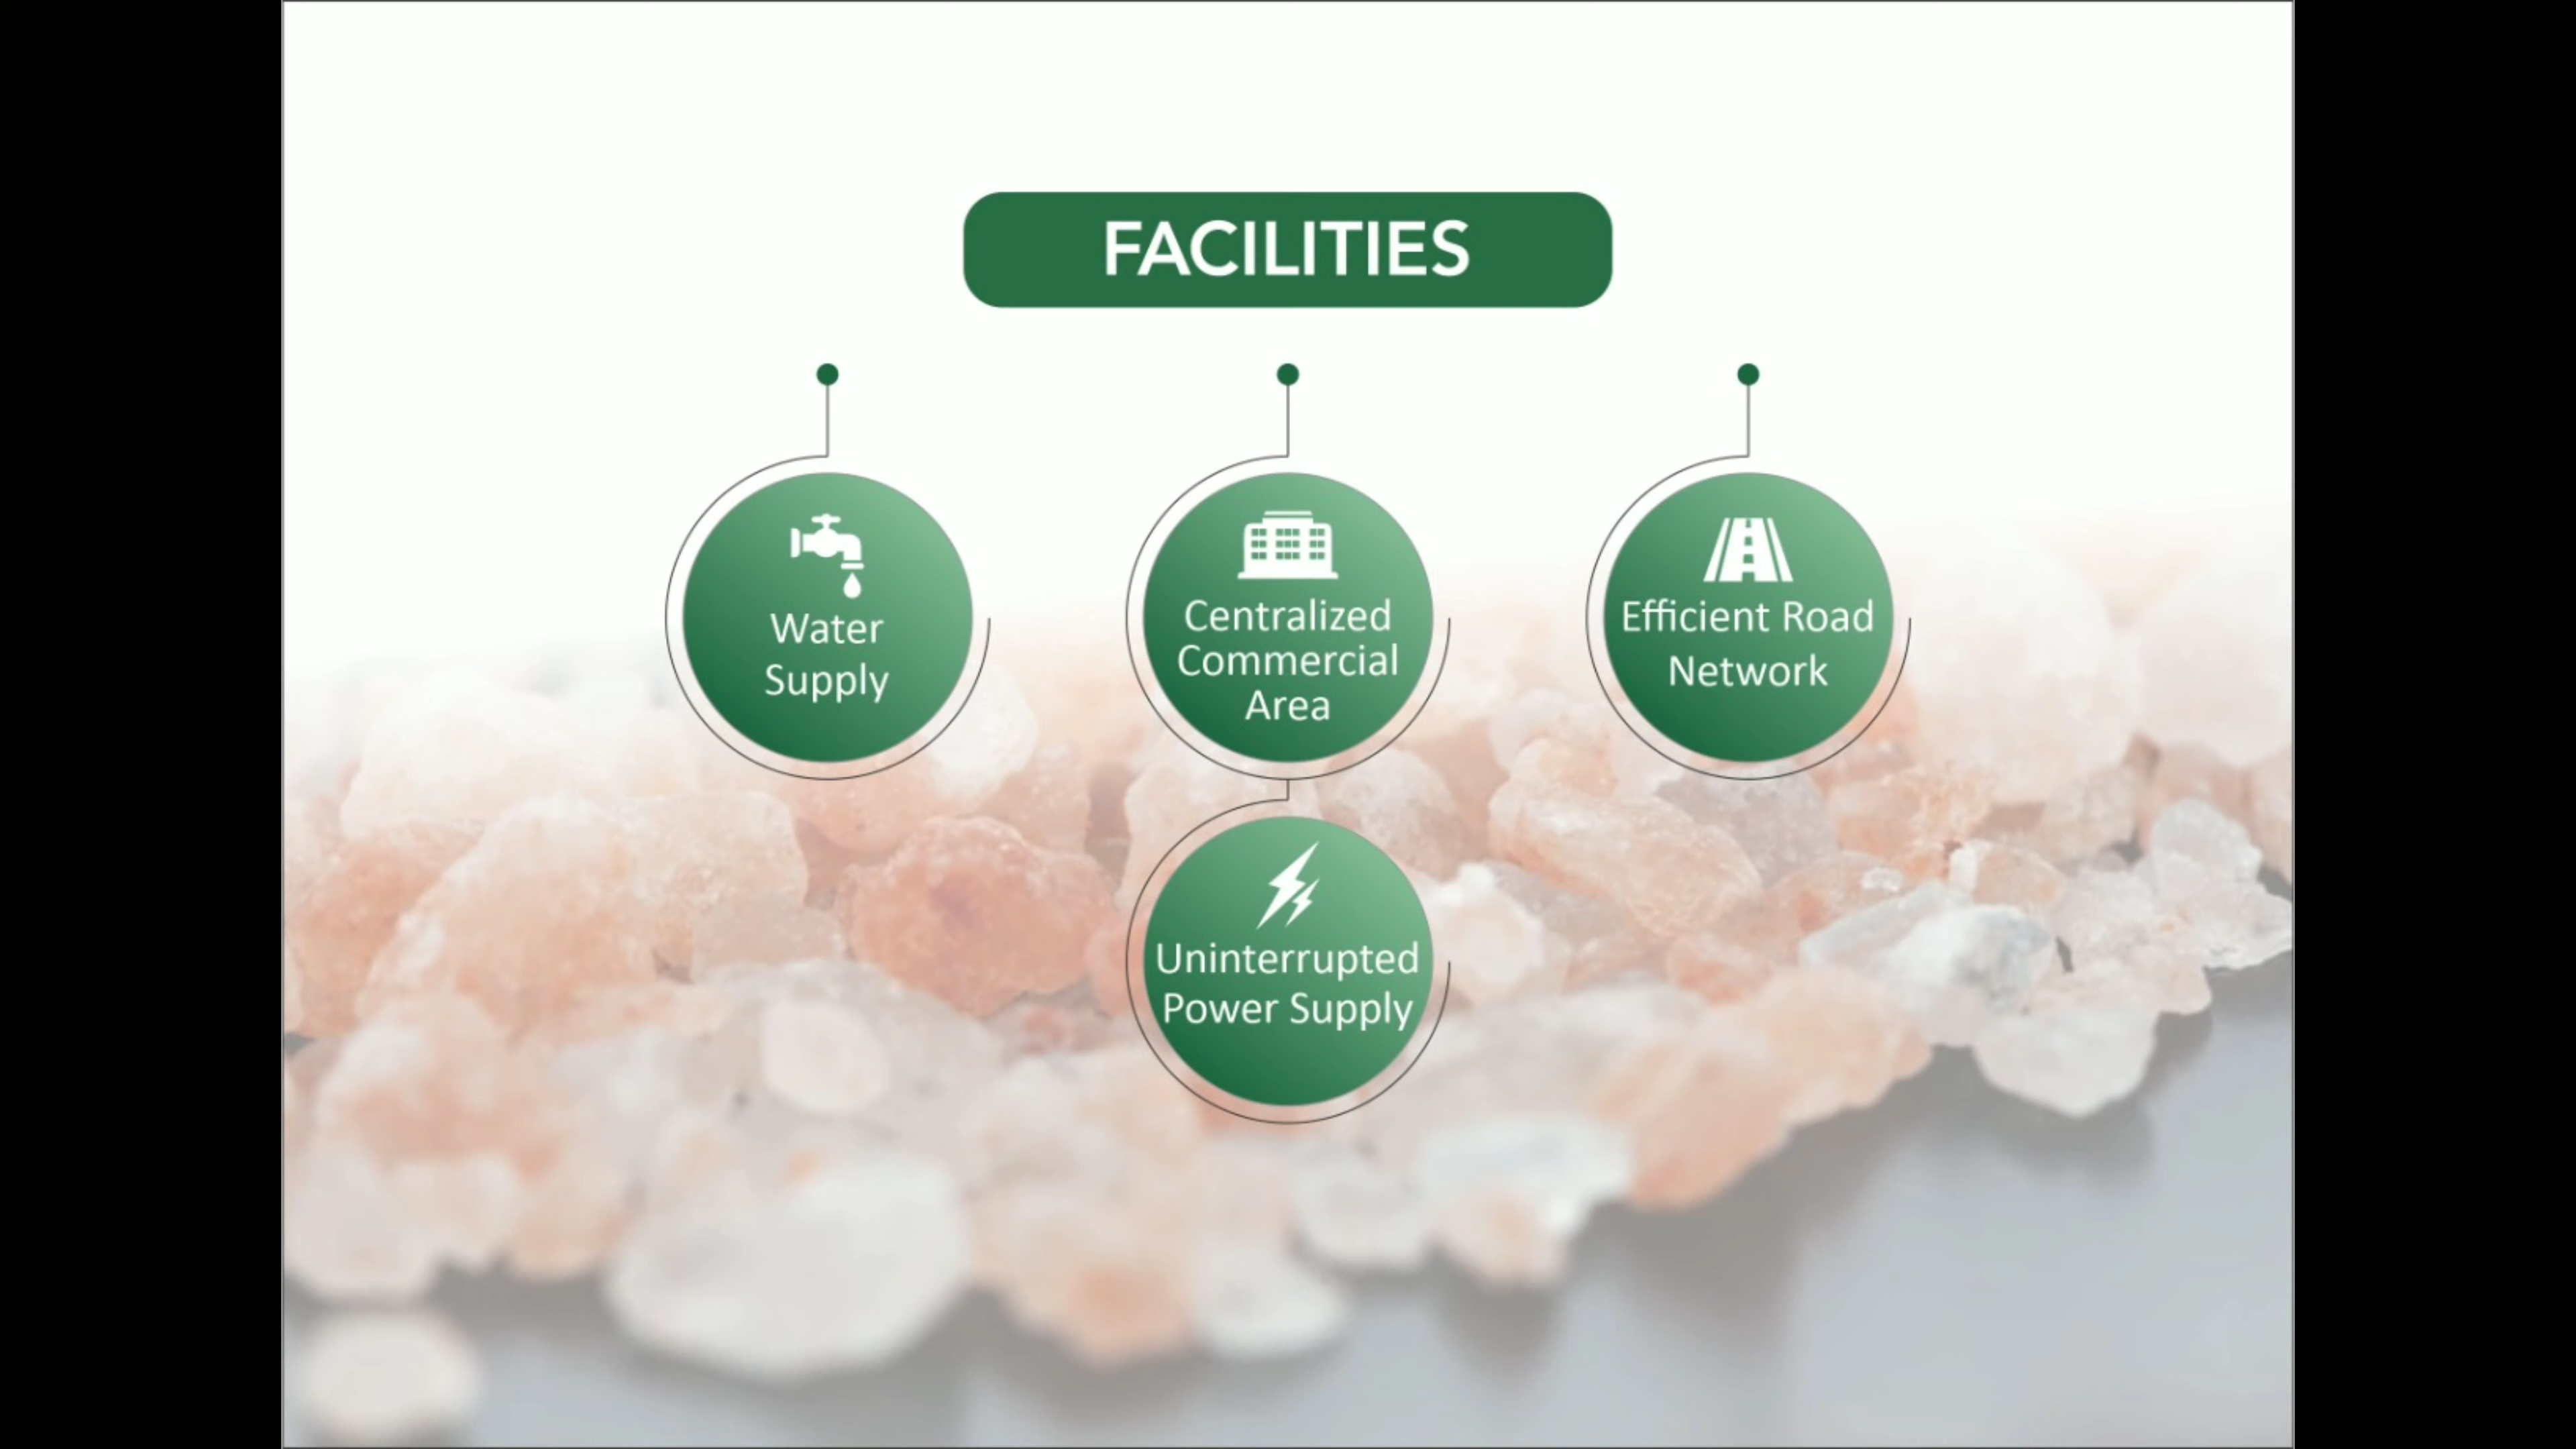 FACILITIES
Water
Supply
Centralized
Commercial
Area
Efficient Road
Network
Uninterrupted
Power Supply